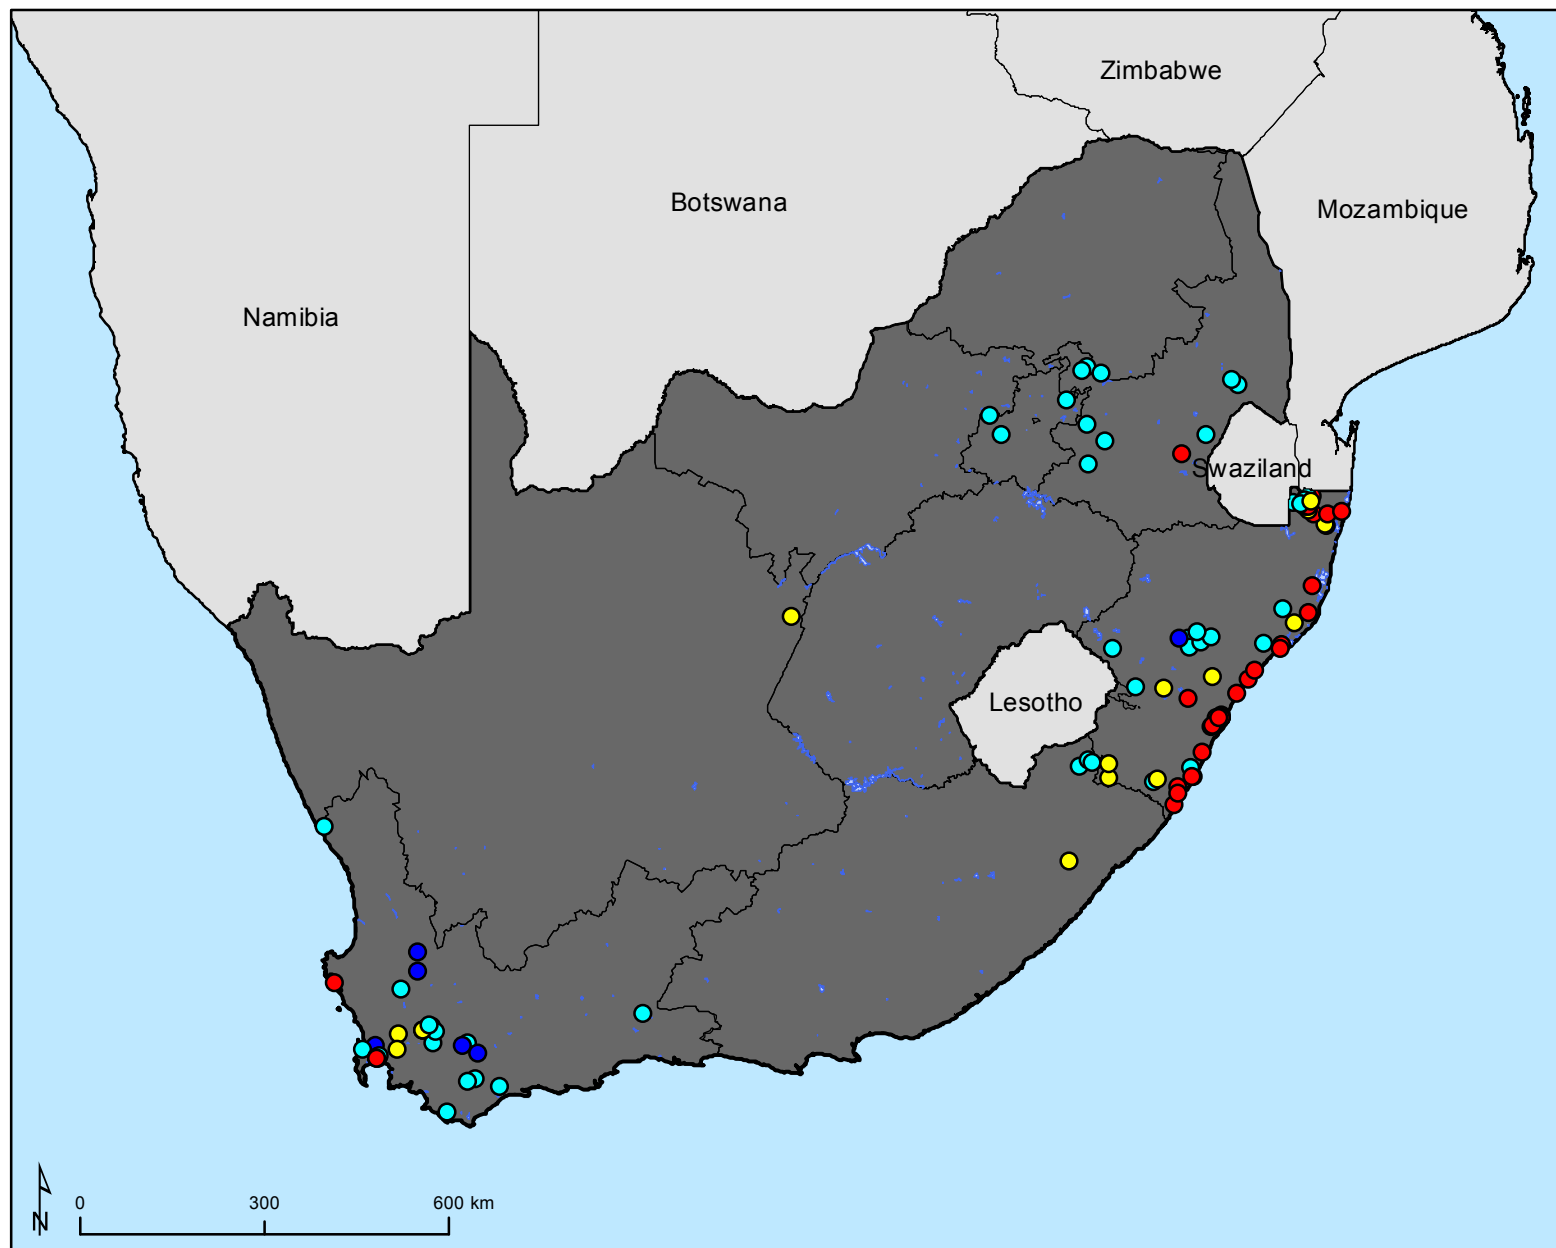 Zimbabwe
Botswana
Mozambique
Namibia
Swaziland
Lesotho
N
0 300 600 km